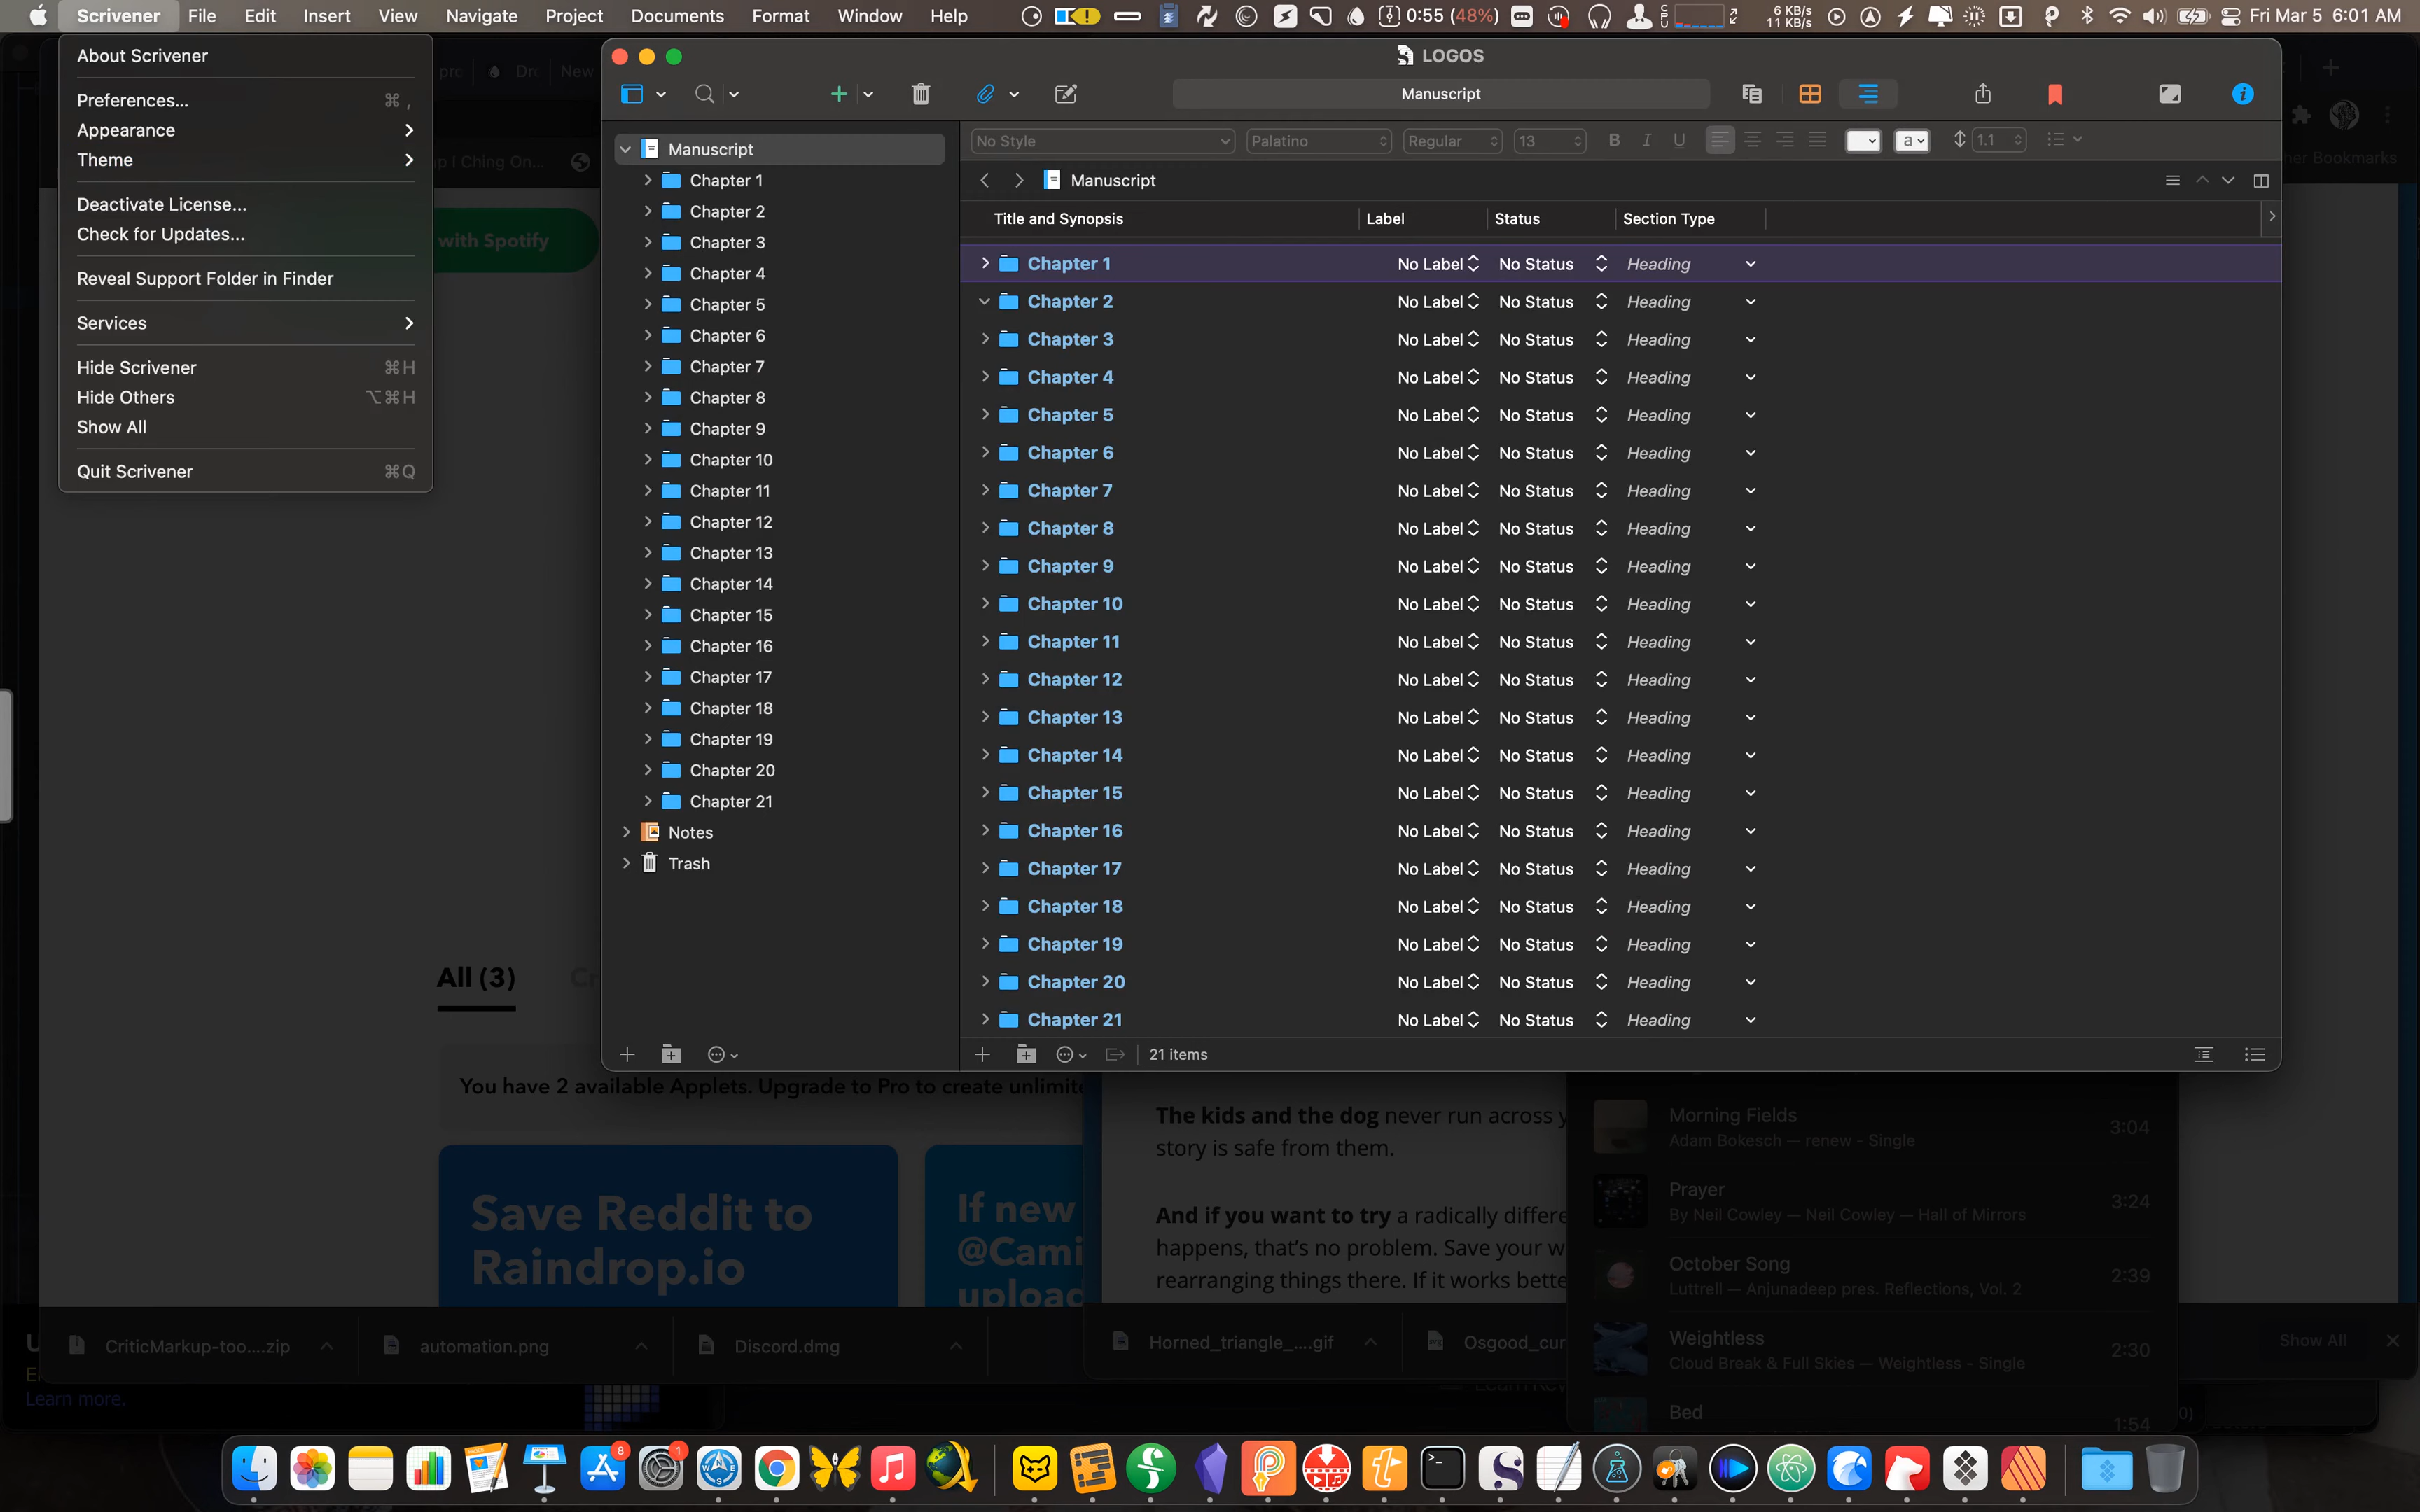 Scrivener File Edit Insert View Navigate Project Documents Format Window Help 0:55 (48%) CPU 6 KB/s 11 KB/s Fri Mar 5 6:01 AM
About Scrivener
Preferences... ⌘ ,
Appearance
Theme
Deactivate License...
Check for Updates...
Reveal Support Folder in Finder
Services
Hide Scrivener ⌘H
Hide Others ⌥⌘H
Show All
Quit Scrivener ⌘Q
New
p I Ching On...
with Spotify
LOGOS
Manuscript
No Style Palatino Regular 13 B I U a 1.1
Manuscript
Title and Synopsis Label Status Section Type
Manuscript
Chapter 1
Chapter 2
Chapter 3
Chapter 4
Chapter 5
Chapter 6
Chapter 7
Chapter 8
Chapter 9
Chapter 10
Chapter 11
Chapter 12
Chapter 13
Chapter 14
Chapter 15
Chapter 16
Chapter 17
Chapter 18
Chapter 19
Chapter 20
Chapter 21
Notes
Trash
Chapter 1 No Label No Status Heading
Chapter 2 No Label No Status Heading
Chapter 3 No Label No Status Heading
Chapter 4 No Label No Status Heading
Chapter 5 No Label No Status Heading
Chapter 6 No Label No Status Heading
Chapter 7 No Label No Status Heading
Chapter 8 No Label No Status Heading
Chapter 9 No Label No Status Heading
Chapter 10 No Label No Status Heading
Chapter 11 No Label No Status Heading
Chapter 12 No Label No Status Heading
Chapter 13 No Label No Status Heading
Chapter 14 No Label No Status Heading
Chapter 15 No Label No Status Heading
Chapter 16 No Label No Status Heading
Chapter 17 No Label No Status Heading
Chapter 18 No Label No Status Heading
Chapter 19 No Label No Status Heading
Chapter 20 No Label No Status Heading
Chapter 21 No Label No Status Heading
21 items
ner Bookmarks
All (3)
You have 2 available Applets. Upgrade to Pro to create unlimite
Save Reddit to
Raindrop.io
If new
@Cami
upload
The kids and the dog never run across y
story is safe from them.
And if you want to try a radically differe
happens, that's no problem. Save your w
rearranging things there. If it works bette
Morning Fields 3:04
Adam Bokesch — renew - Single
Prayer 3:24
By Neil Cowley — Neil Cowley — Hall of Mirrors
October Song 2:39
Luttrell — Anjunadeep pres. Reflections, Vol. 2
Weightless 2:30
Cloud Break & Full Skies — Weightless - Single
Bed 1:54
CriticMarkup-too....zip automation.png Discord.dmg Horned_triangle_....gif Osgood_cur Show All
Learn more.
8 1